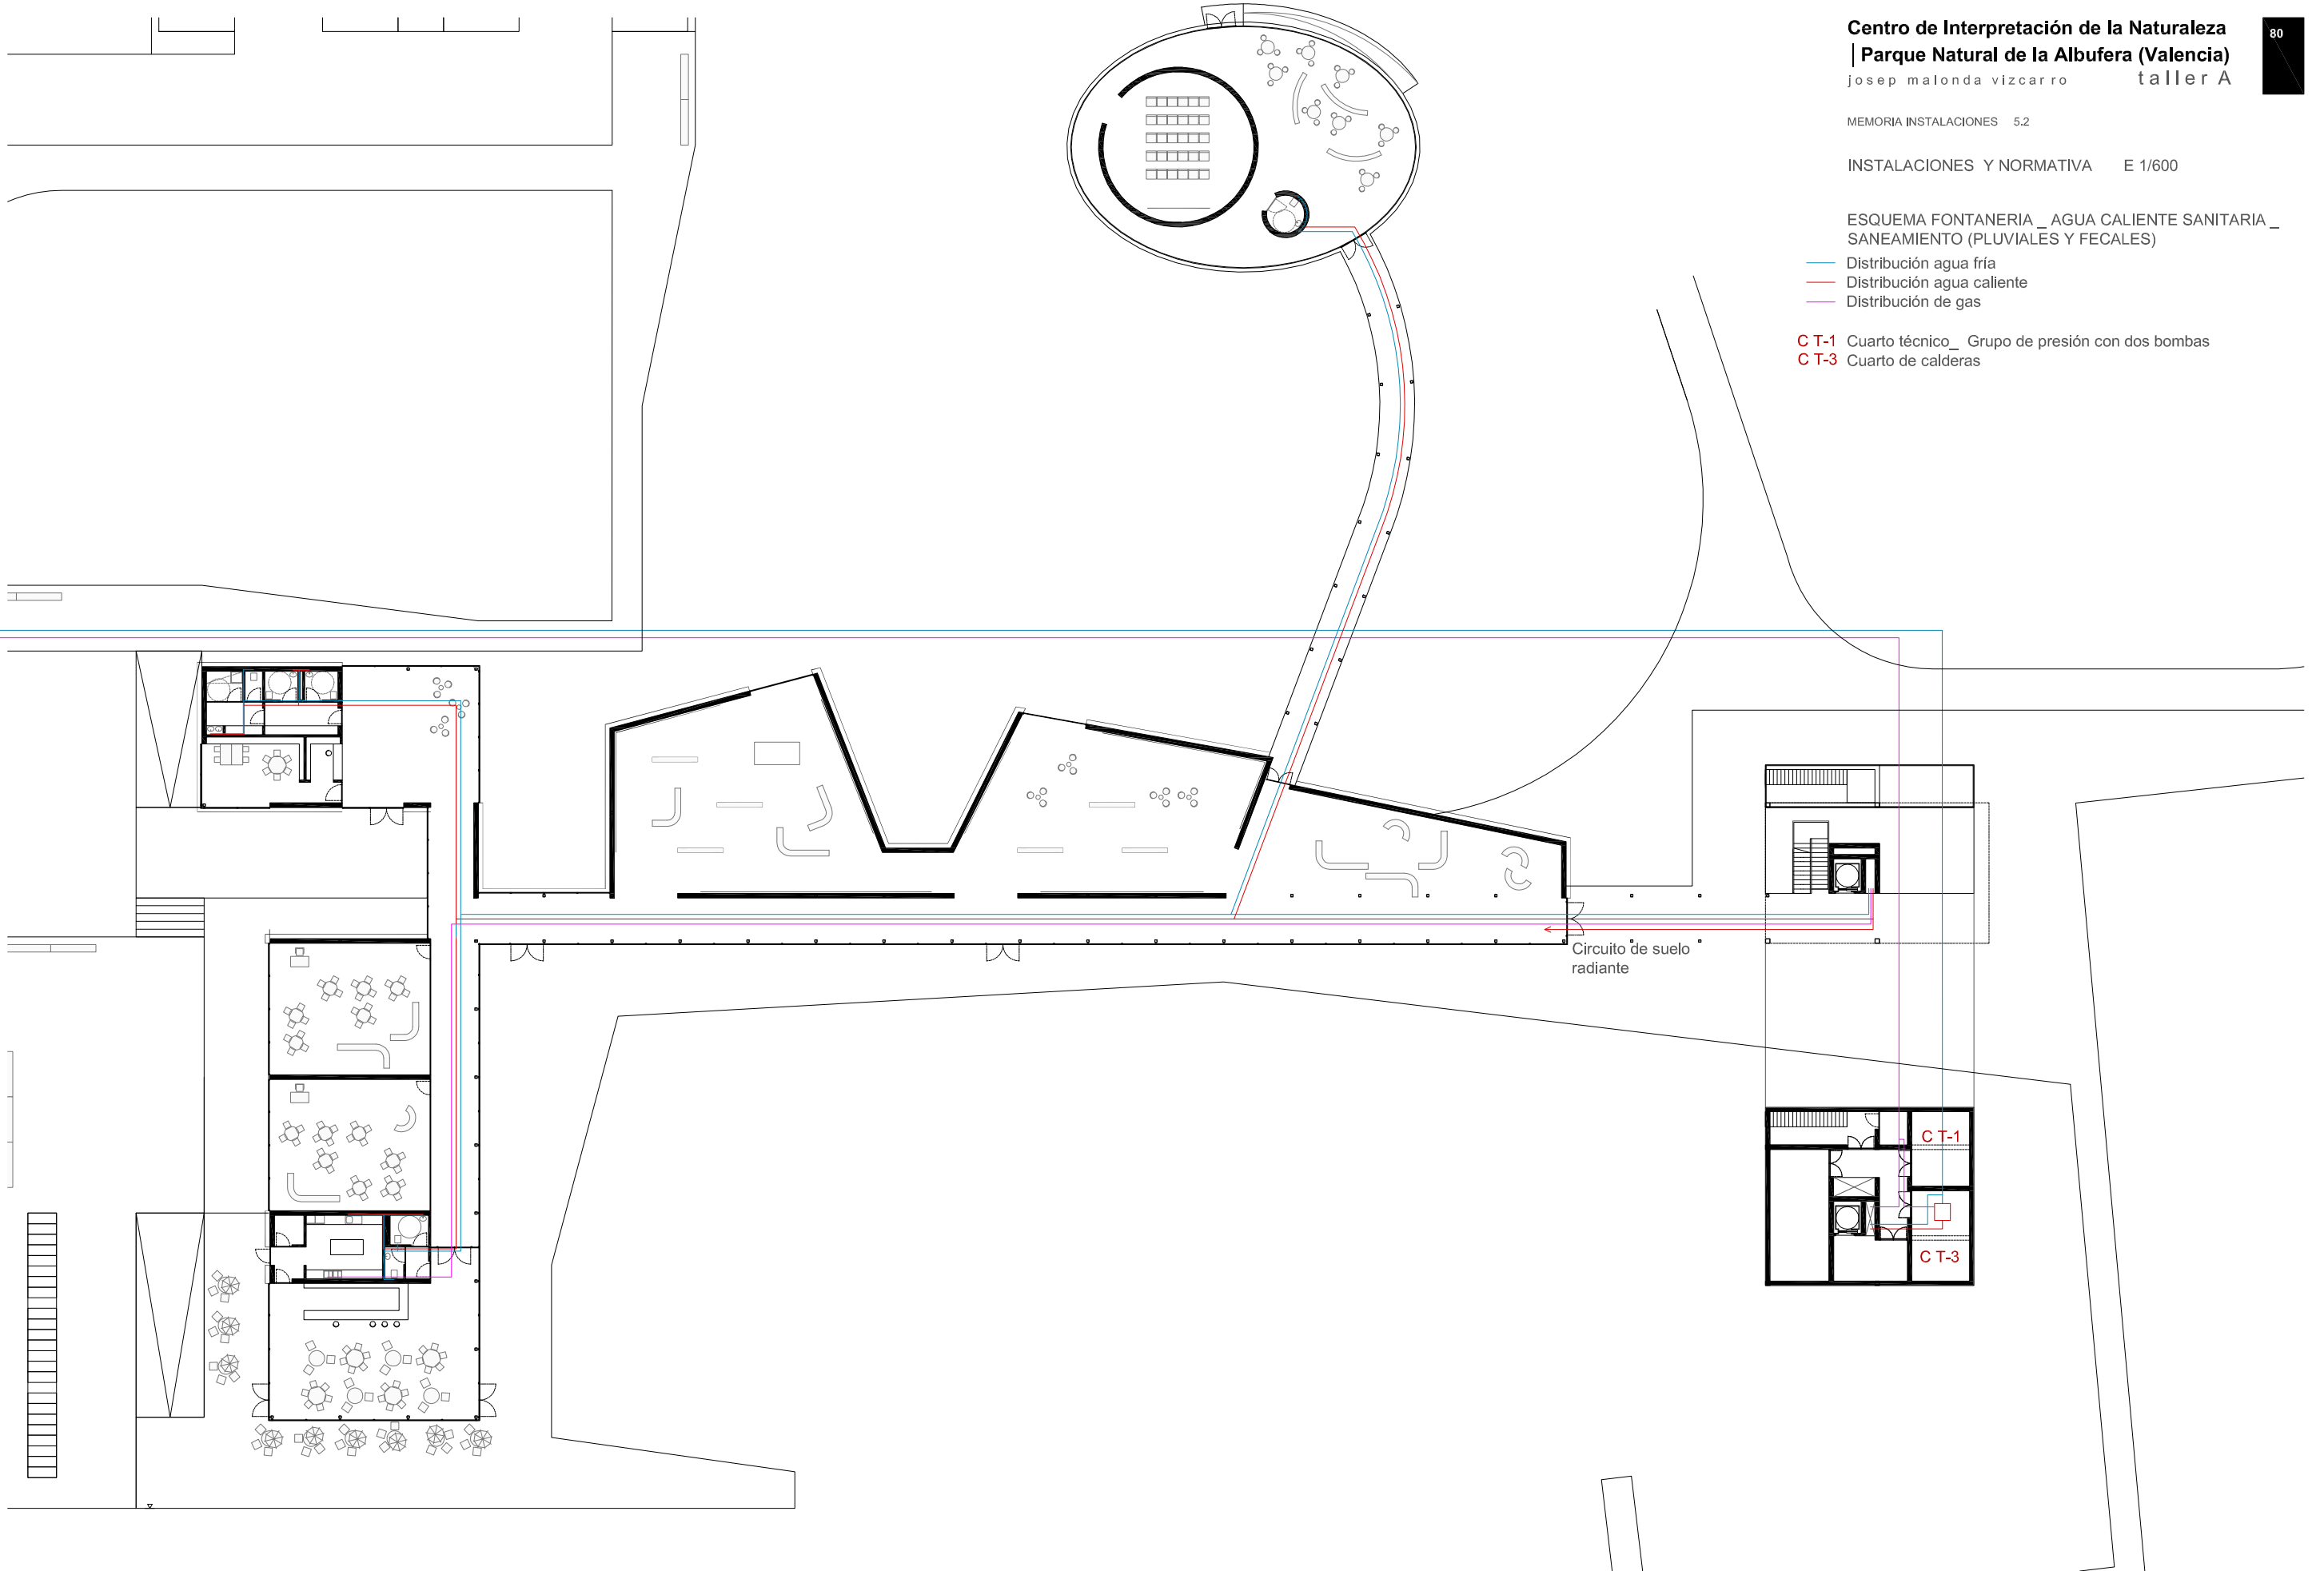 Centro de Interpretación de la Naturaleza
| Parque Natural de la Albufera (Valencia)
josep malonda vizcarro taller A
80
MEMORIA INSTALACIONES 5.2
INSTALACIONES Y NORMATIVA E 1/600
ESQUEMA FONTANERIA _ AGUA CALIENTE SANITARIA _
SANEAMIENTO (PLUVIALES Y FECALES)
Distribución agua fría
Distribución agua caliente
Distribución de gas
C T-1 Cuarto técnico_ Grupo de presión con dos bombas
C T-3 Cuarto de calderas
Circuito de suelo
radiante
C T-1
C T-3